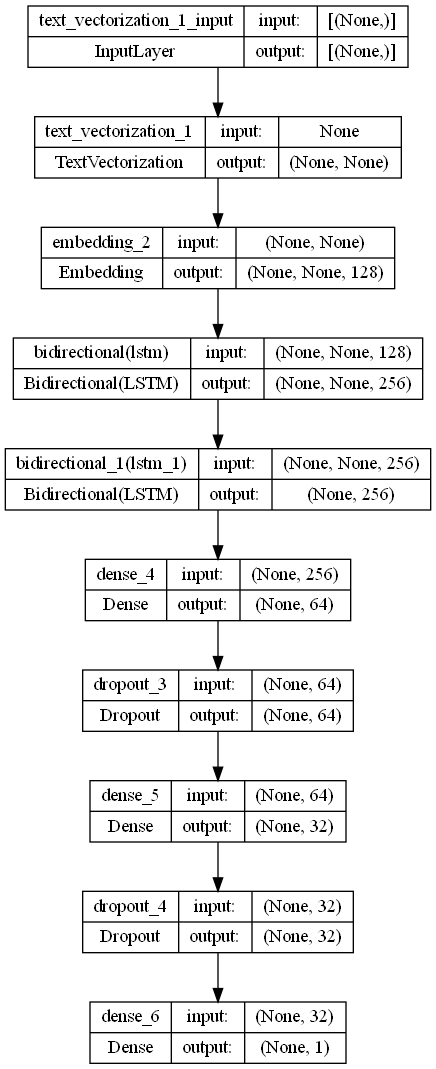 text_vectorization_1_input input: [(None,)]
InputLayer output: [(None,)]
text_vectorization_1 input: None
TextVectorization output: (None, None)
embedding_2 input: (None, None)
Embedding output: (None, None, 128)
bidirectional(lstm) input: (None, None, 128)
Bidirectional(LSTM) output: (None, None, 256)
bidirectional_1(lstm_1) input: (None, None, 256)
Bidirectional(LSTM) output: (None, 256)
dense_4 input: (None, 256)
Dense output: (None, 64)
dropout_3 input: (None, 64)
Dropout output: (None, 64)
dense_5 input: (None, 64)
Dense output: (None, 32)
dropout_4 input: (None, 32)
Dropout output: (None, 32)
dense_6 input: (None, 32)
Dense output: (None, 1)